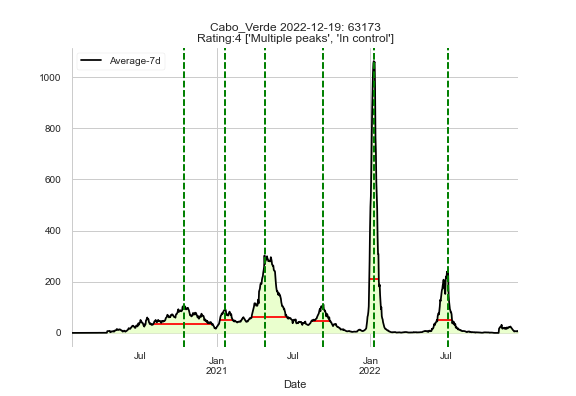 Cabo_Verde 2022-12-19: 63173
Rating:4 ['Multiple peaks', 'In control']
Average-7d
1000
800
600
400
200
0
Jul
Jan
2021
Jul
Jan
2022
Jul
Date